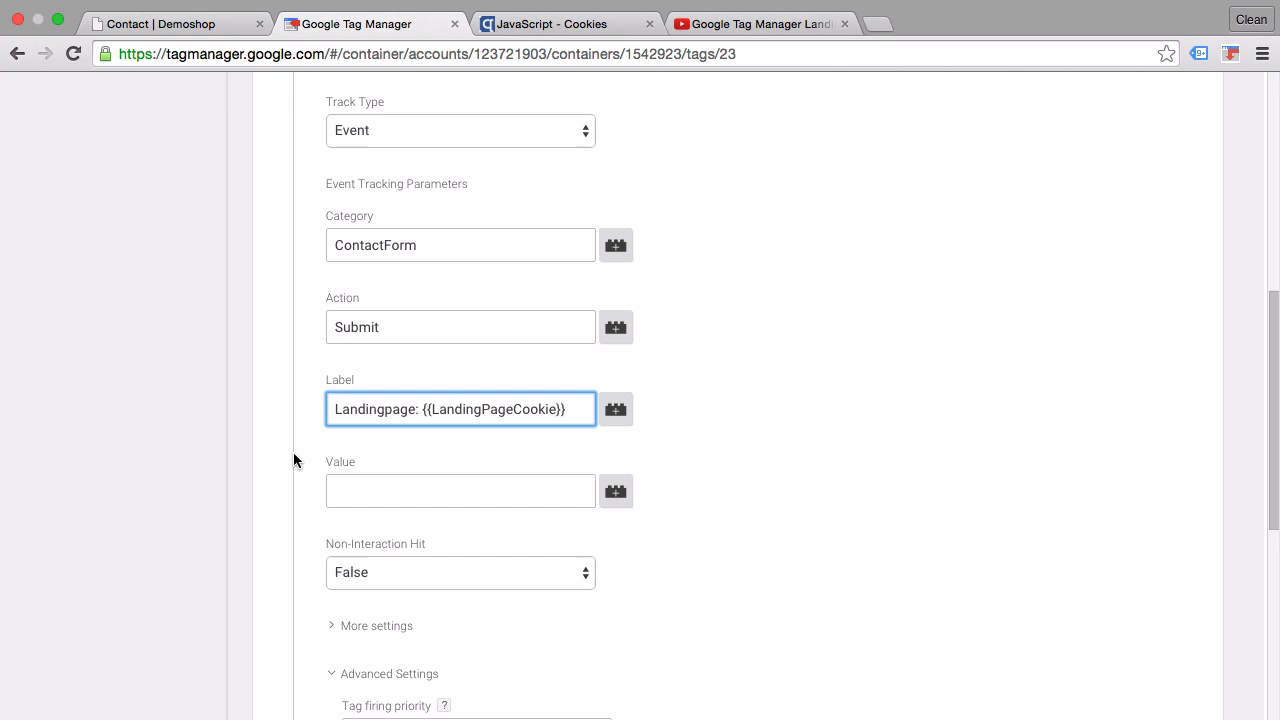 Contact | Demoshop
Google Tag Manager
JavaScript - Cookies
Google Tag Manager Landi
Clean
https://tagmanager.google.com/#/container/accounts/123721903/containers/1542923/tags/23
Track Type
Event
Event Tracking Parameters
Category
ContactForm
Action
Submit
Label
Landingpage: {{LandingPageCookie}}
Value
Non-Interaction Hit
False
More settings
Advanced Settings
Tag firing priority ?